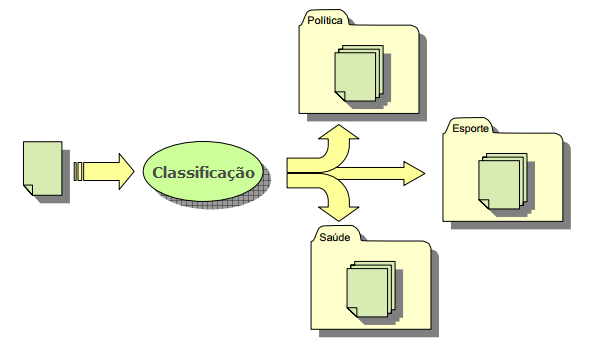 Política
Esporte
Classificação
Saúde